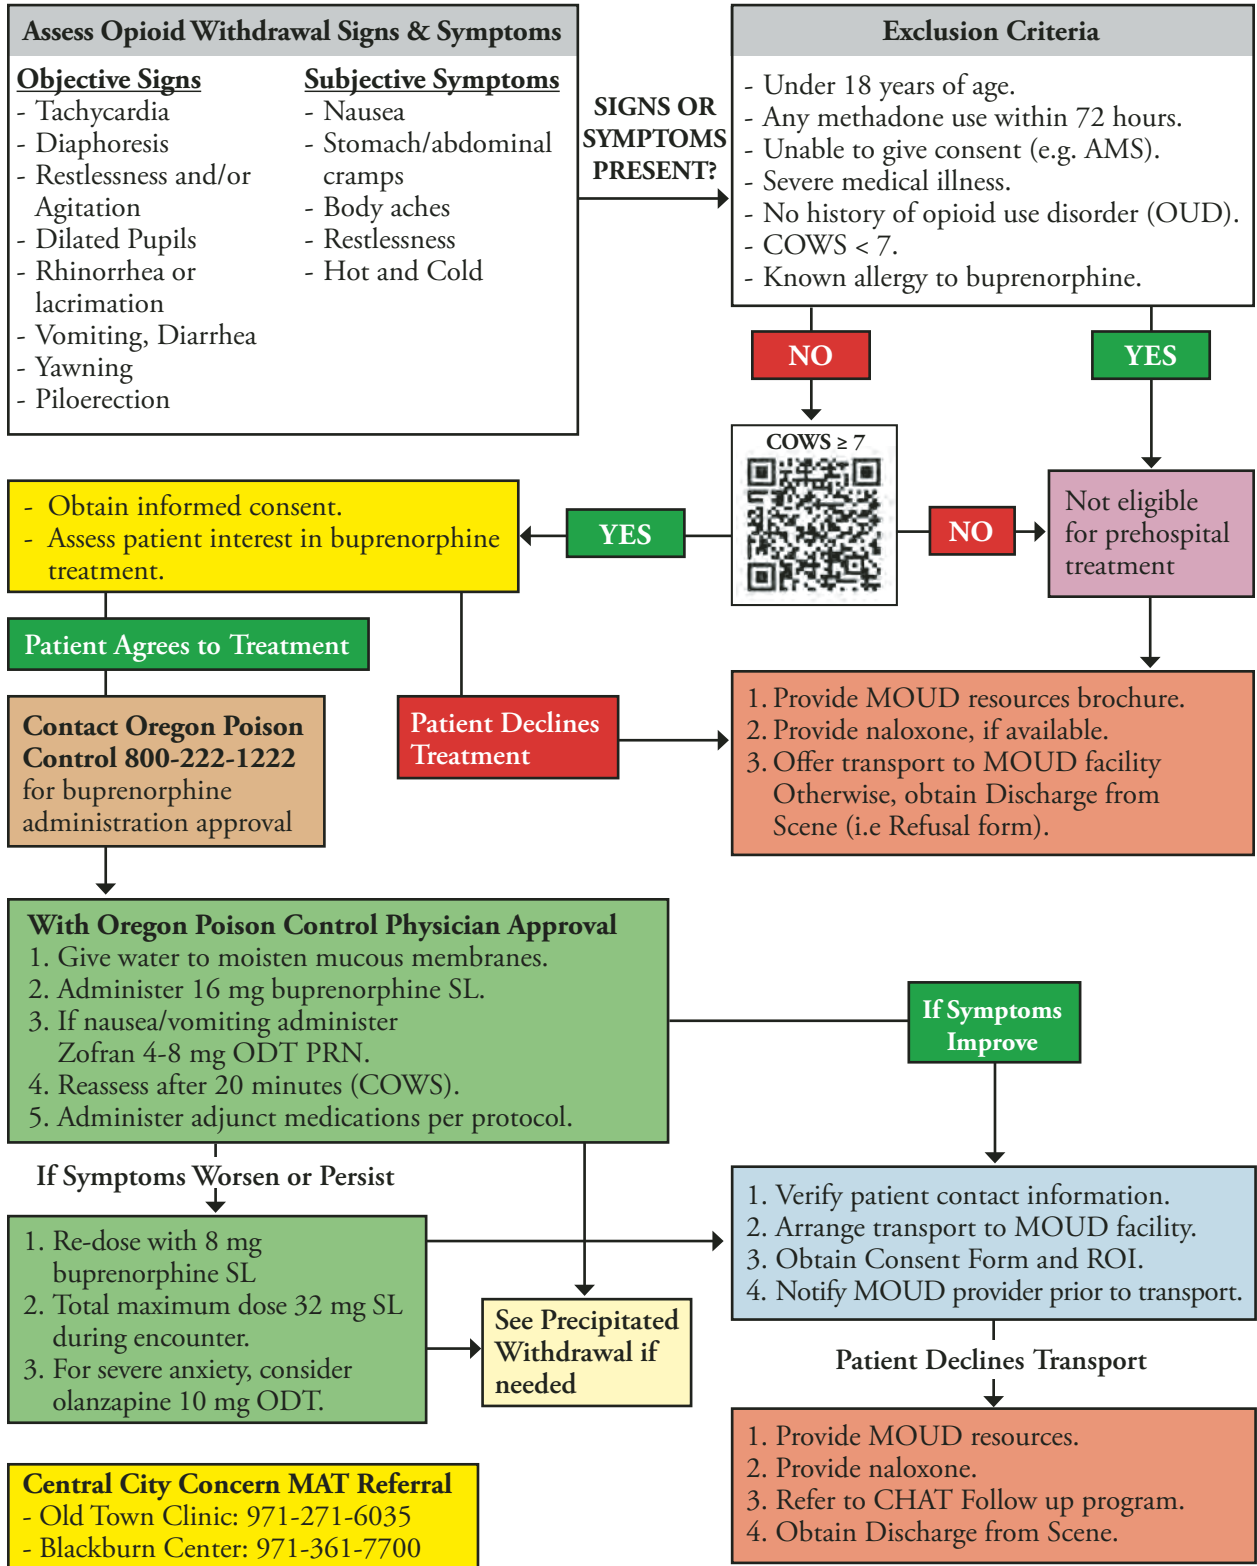 Assess Opioid Withdrawal Signs & Symptoms
Objective Signs
- Tachycardia
- Diaphoresis
- Restlessness and/or
Agitation
- Dilated Pupils
- Rhinorrhea or
lacrimation
- Vomiting, Diarrhea
- Yawning
- Piloerection
Subjective Symptoms
- Nausea
- Stomach/abdominal
cramps
- Body aches
- Restlessness
- Hot and Cold
SIGNS OR
SYMPTOMS
PRESENT?
Exclusion Criteria
- Under 18 years of age.
- Any methadone use within 72 hours.
- Unable to give consent (e.g. AMS).
- Severe medical illness.
- No history of opioid use disorder (OUD).
- COWS < 7.
- Known allergy to buprenorphine.
NO
YES
COWS ≥ 7
YES
NO
Not eligible
for prehospital
treatment
- Obtain informed consent.
- Assess patient interest in buprenorphine
treatment.
Patient Agrees to Treatment
Patient Declines
Treatment
Contact Oregon Poison
Control 800-222-1222
for buprenorphine
administration approval
1. Provide MOUD resources brochure.
2. Provide naloxone, if available.
3. Offer transport to MOUD facility
Otherwise, obtain Discharge from
Scene (i.e Refusal form).
With Oregon Poison Control Physician Approval
1. Give water to moisten mucous membranes.
2. Administer 16 mg buprenorphine SL.
3. If nausea/vomiting administer
Zofran 4-8 mg ODT PRN.
4. Reassess after 20 minutes (COWS).
5. Administer adjunct medications per protocol.
If Symptoms
Improve
If Symptoms Worsen or Persist
1. Re-dose with 8 mg
buprenorphine SL
2. Total maximum dose 32 mg SL
during encounter.
3. For severe anxiety, consider
olanzapine 10 mg ODT.
See Precipitated
Withdrawal if
needed
1. Verify patient contact information.
2. Arrange transport to MOUD facility.
3. Obtain Consent Form and ROI.
4. Notify MOUD provider prior to transport.
Patient Declines Transport
1. Provide MOUD resources.
2. Provide naloxone.
3. Refer to CHAT Follow up program.
4. Obtain Discharge from Scene.
Central City Concern MAT Referral
- Old Town Clinic: 971-271-6035
- Blackburn Center: 971-361-7700